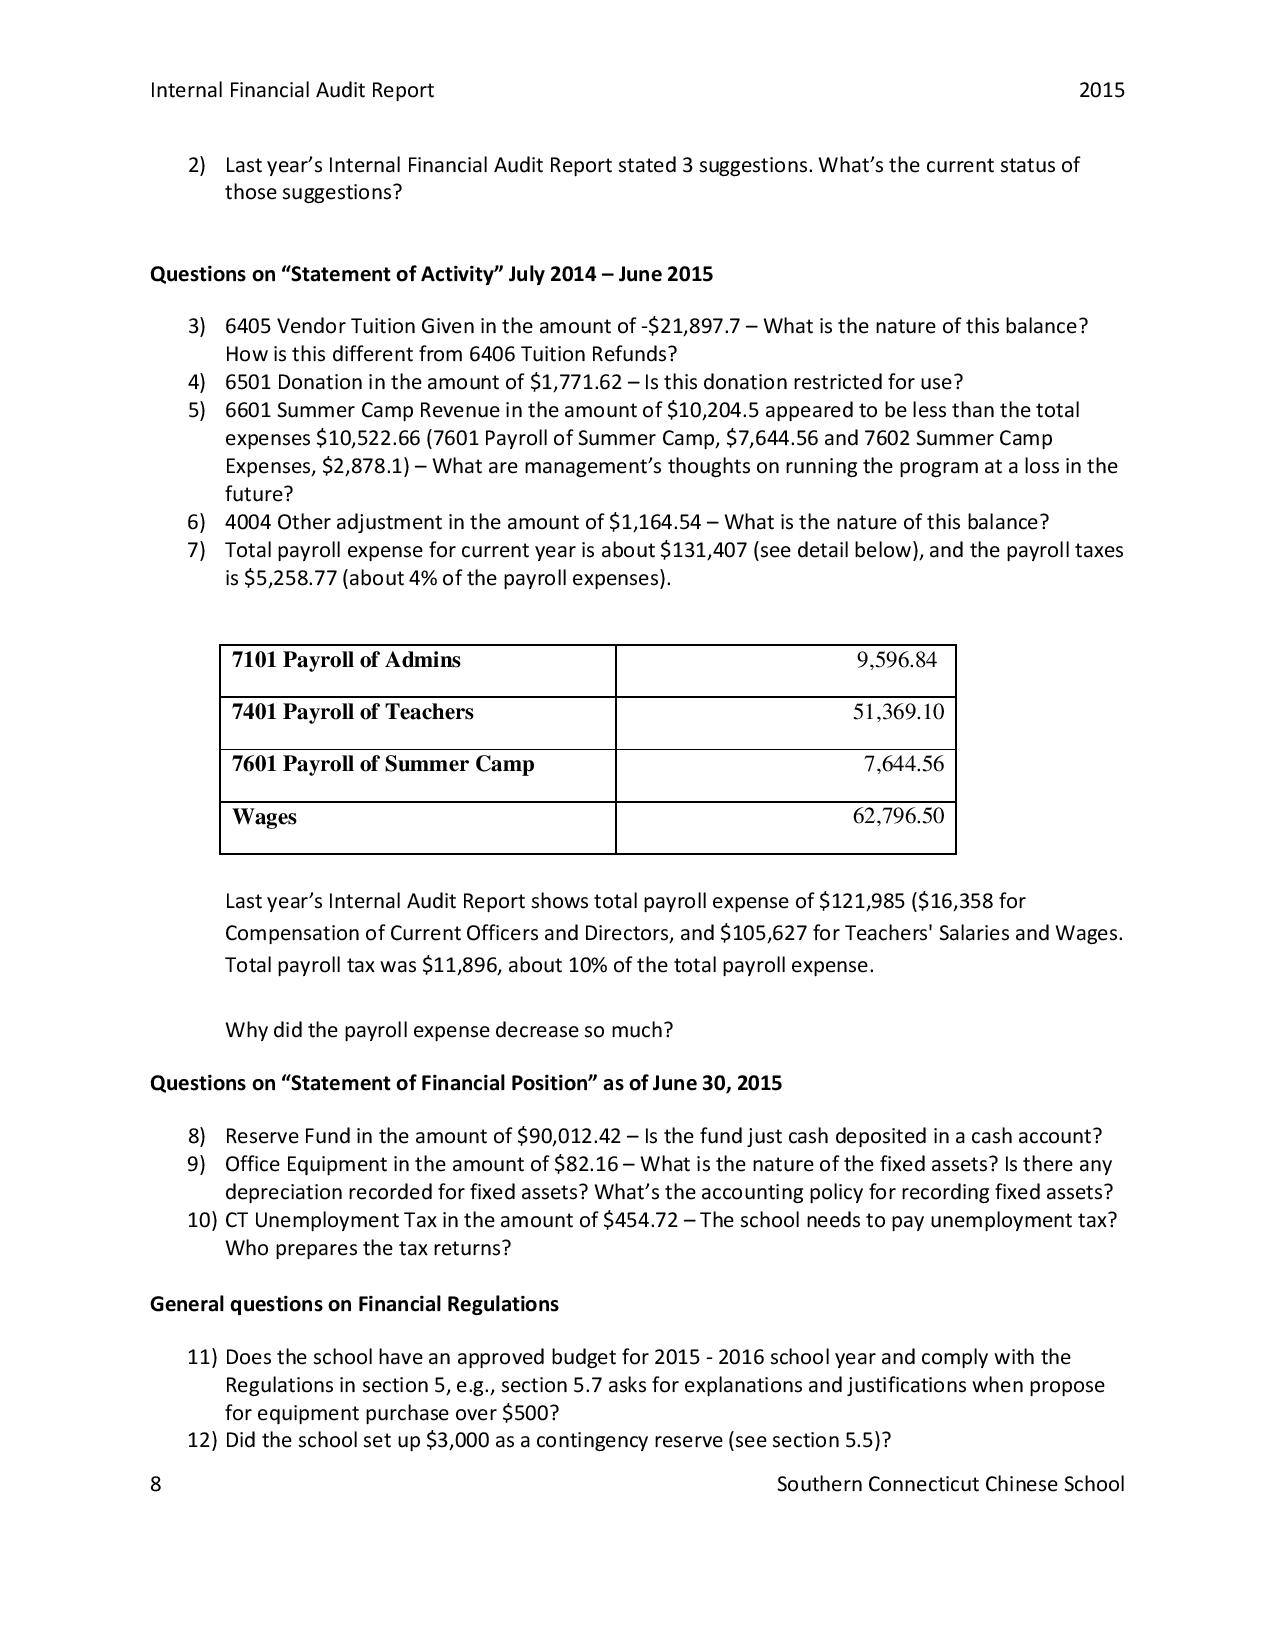 Internal Financial Audit Report 2015
2) Last year’s Internal Financial Audit Report stated 3 suggestions. What’s the current status of
those suggestions?
Questions on “Statement of Activity” July 2014 – June 2015
3) 6405 Vendor Tuition Given in the amount of -$21,897.7 – What is the nature of this balance?
How is this different from 6406 Tuition Refunds?
4) 6501 Donation in the amount of $1,771.62 – Is this donation restricted for use?
5) 6601 Summer Camp Revenue in the amount of $10,204.5 appeared to be less than the total
expenses $10,522.66 (7601 Payroll of Summer Camp, $7,644.56 and 7602 Summer Camp
Expenses, $2,878.1) – What are management’s thoughts on running the program at a loss in the
future?
6) 4004 Other adjustment in the amount of $1,164.54 – What is the nature of this balance?
7) Total payroll expense for current year is about $131,407 (see detail below), and the payroll taxes
is $5,258.77 (about 4% of the payroll expenses).
7101 Payroll of Admins 9,596.84
7401 Payroll of Teachers 51,369.10
7601 Payroll of Summer Camp 7,644.56
Wages 62,796.50
Last year’s Internal Audit Report shows total payroll expense of $121,985 ($16,358 for
Compensation of Current Officers and Directors, and $105,627 for Teachers' Salaries and Wages.
Total payroll tax was $11,896, about 10% of the total payroll expense.
Why did the payroll expense decrease so much?
Questions on “Statement of Financial Position” as of June 30, 2015
8) Reserve Fund in the amount of $90,012.42 – Is the fund just cash deposited in a cash account?
9) Office Equipment in the amount of $82.16 – What is the nature of the fixed assets? Is there any
depreciation recorded for fixed assets? What’s the accounting policy for recording fixed assets?
10) CT Unemployment Tax in the amount of $454.72 – The school needs to pay unemployment tax?
Who prepares the tax returns?
General questions on Financial Regulations
11) Does the school have an approved budget for 2015 - 2016 school year and comply with the
Regulations in section 5, e.g., section 5.7 asks for explanations and justifications when propose
for equipment purchase over $500?
12) Did the school set up $3,000 as a contingency reserve (see section 5.5)?
8 Southern Connecticut Chinese School